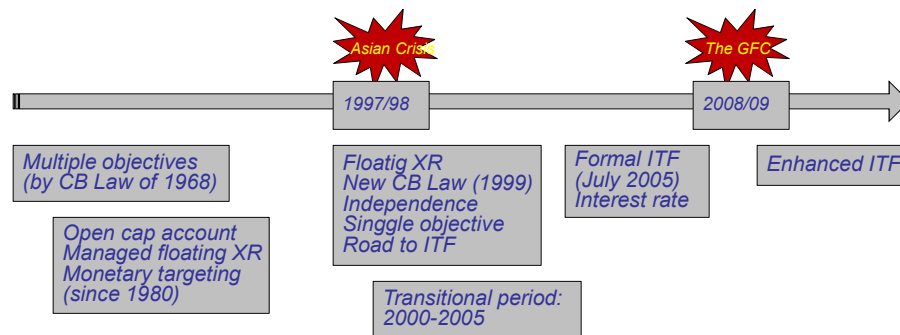 Asian Crisis
The GFC
1997/98
2008/09
Multiple objectives
(by CB Law of 1968)
Open cap account
Managed floating XR
Monetary targeting
(since 1980)
Floatig XR
New CB Law (1999)
Independence
Singgle objective
Road to ITF
Transitional period:
2000-2005
Formal ITF
(July 2005)
Interest rate
Enhanced ITF